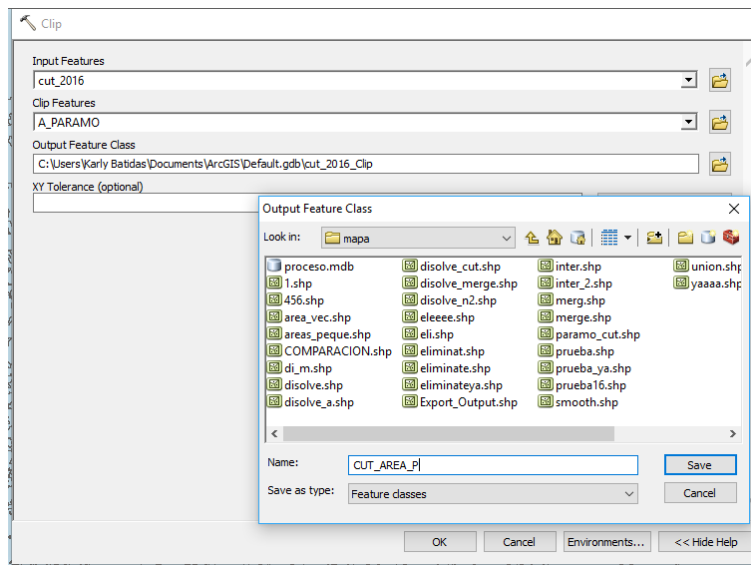 Clip
Input Features
cut_2016
Clip Features
A_PARAMO
Output Feature Class
C:\Users\Karly Batidas\Documents\ArcGIS\Default.gdb\cut_2016_Clip
XY Tolerance (optional)
Output Feature Class
Look in: mapa
proceso.mdb
1.shp
456.shp
area_vec.shp
areas_peque.shp
COMPARACION.shp
di_m.shp
disolve.shp
disolve_a.shp
disolve_cut.shp
disolve_merge.shp
disolve_n2.shp
eleeee.shp
eli.shp
eliminat.shp
eliminate.shp
eliminateya.shp
Export_Output.shp
inter.shp
inter_2.shp
merg.shp
merge.shp
paramo_cut.shp
prueba.shp
prueba_ya.shp
prueba16.shp
smooth.shp
union.shp
yaaaa.shp
Name: CUT_AREA_P Save
Save as type: Feature classes Cancel
OK Cancel Environments... << Hide Help